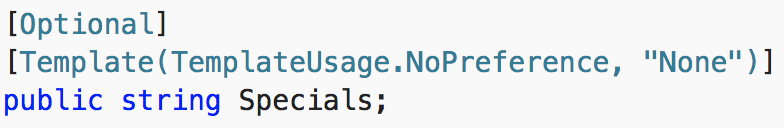 [Optional]
[Template(TemplateUsage.NoPreference, "None")]
public string Specials;